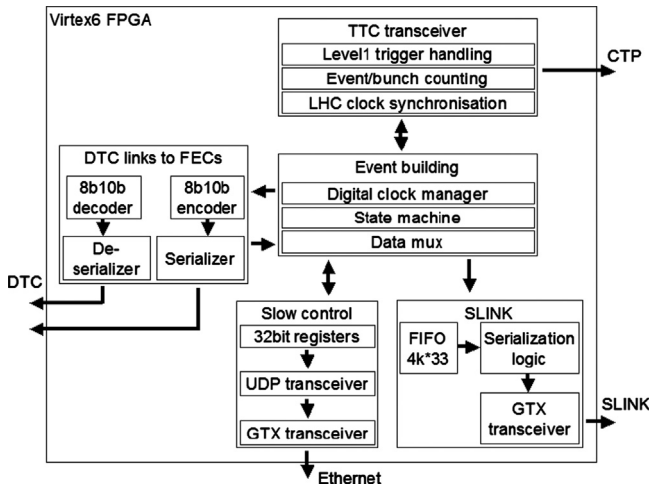 Virtex6 FPGA
TTC transceiver
Level1 trigger handling
Event/bunch counting
LHC clock synchronisation
CTP
DTC links to FECs
8b10b
decoder
8b10b
encoder
De-
serializer
Serializer
DTC
Event building
Digital clock manager
State machine
Data mux
Slow control
32bit registers
UDP transceiver
GTX transceiver
Ethernet
SLINK
FIFO
4k*33
Serialization
logic
GTX
transceiver
SLINK